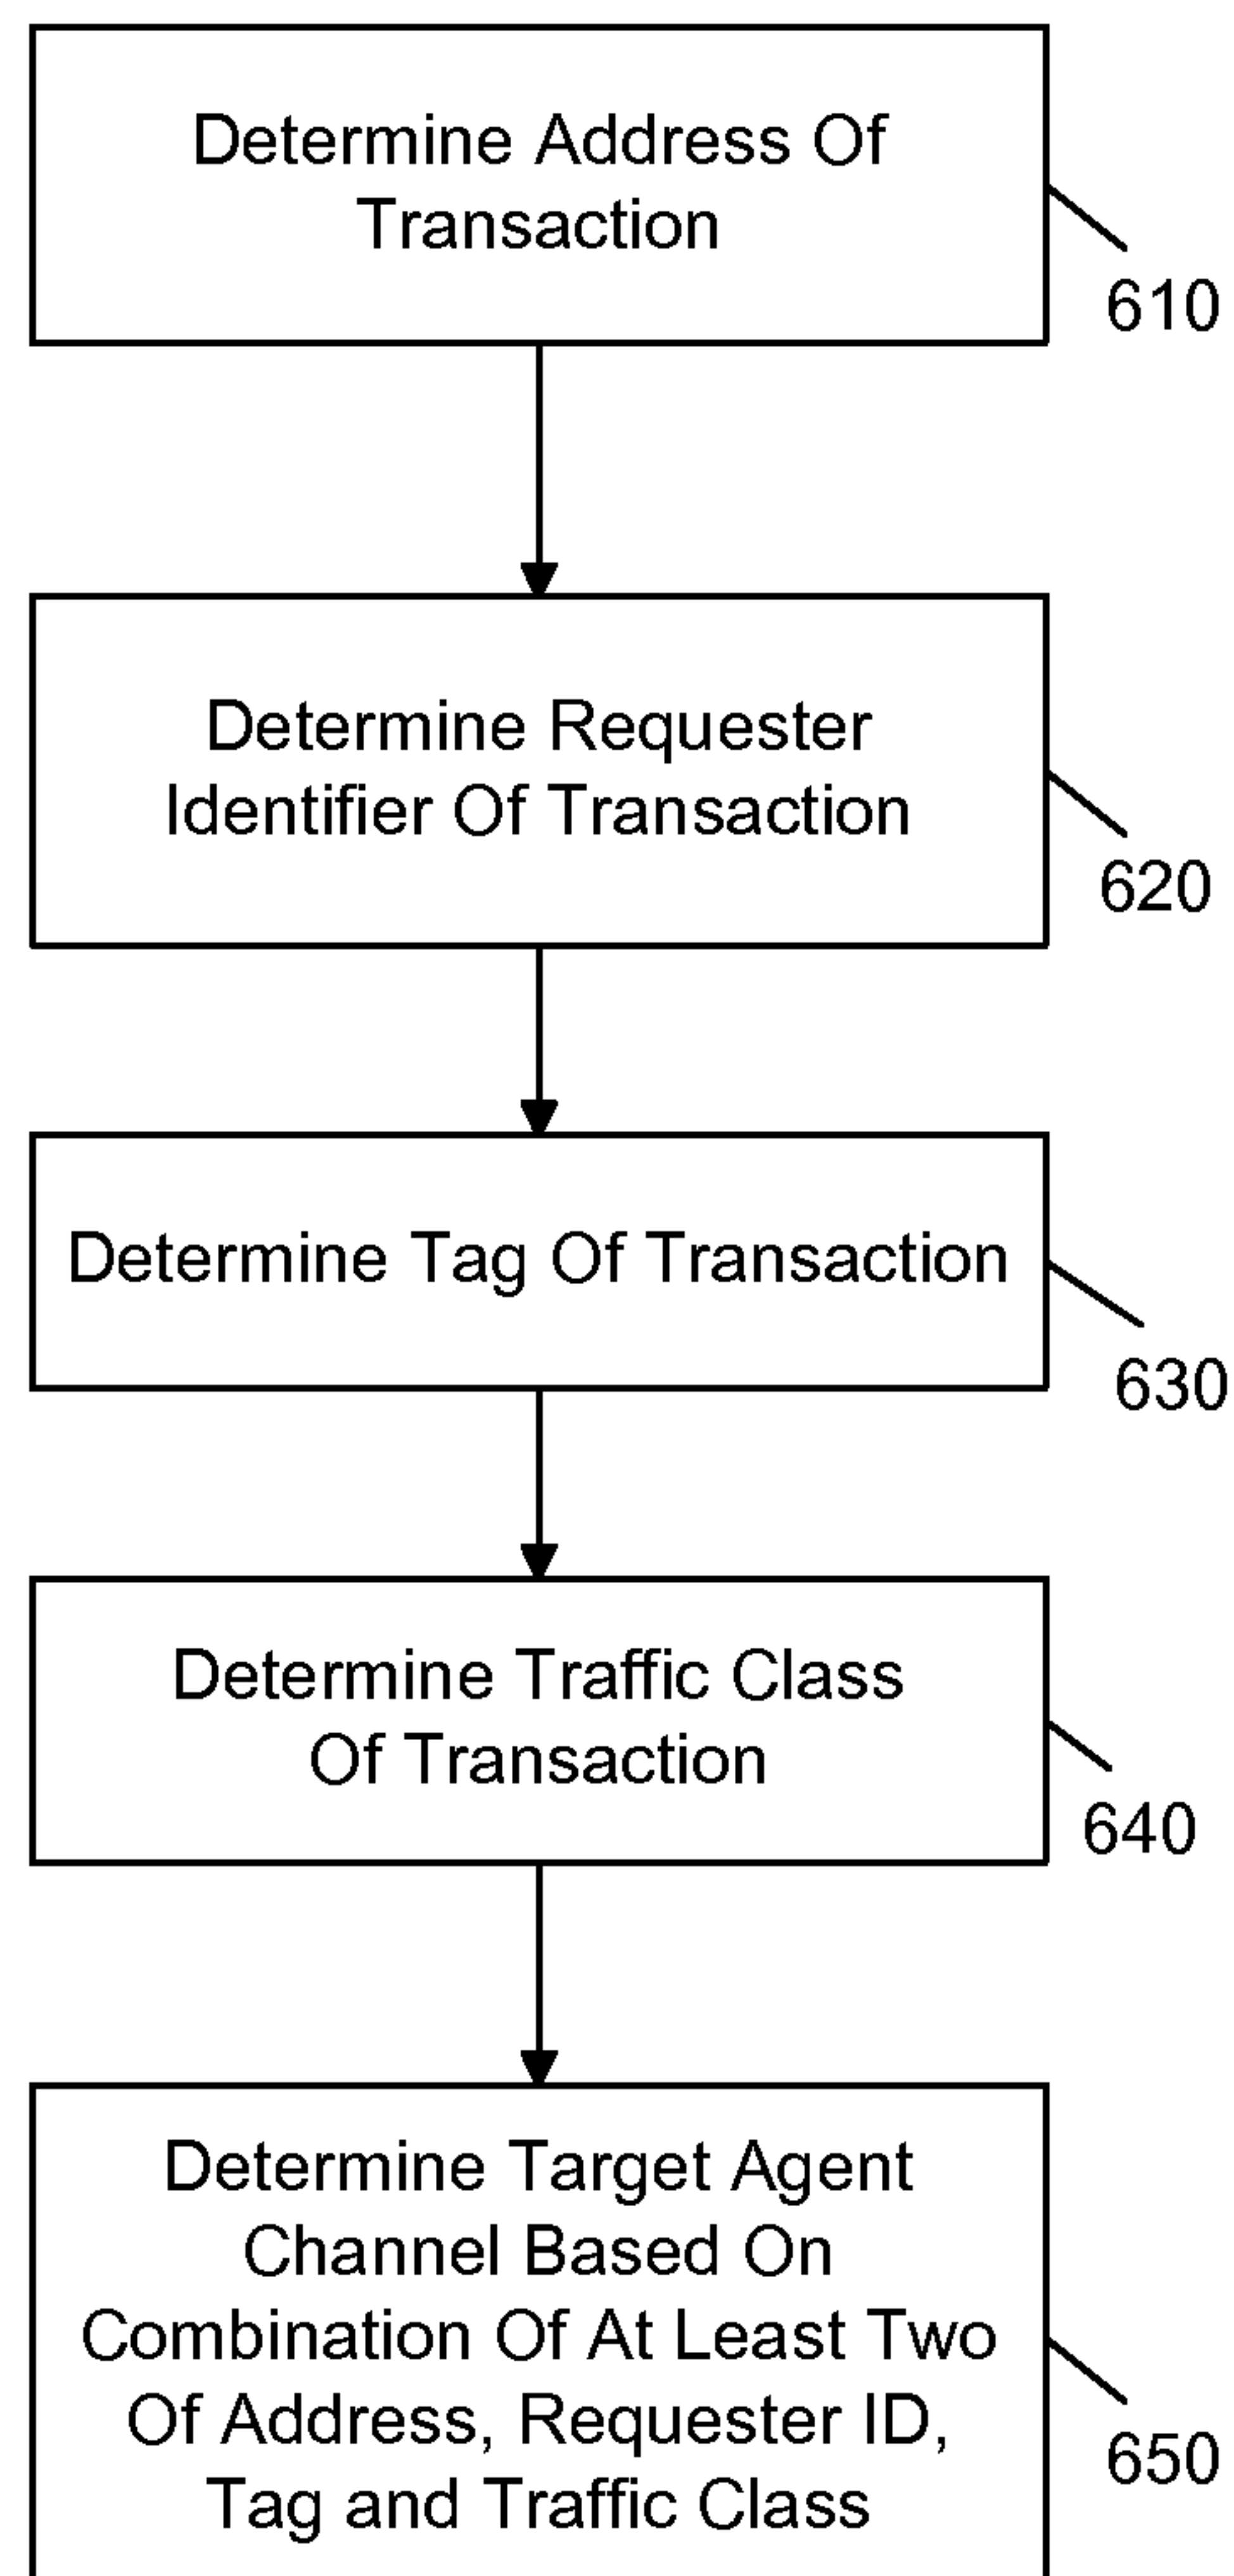 Determine Address Of
Transaction
610
Determine Requester
Identifier Of Transaction
620
Determine Tag Of Transaction
630
Determine Traffic Class
Of Transaction
640
Determine Target Agent
Channel Based On
Combination Of At Least Two
Of Address, Requester ID,
Tag and Traffic Class
650